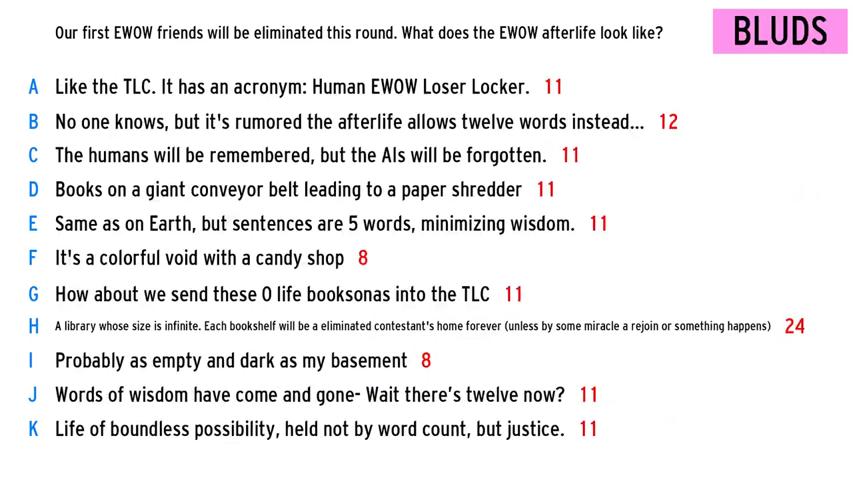 Our first EWOW friends will be eliminated this round. What does the EWOW afterlife look like?
BLUDS
A Like the TLC. It has an acronym: Human EWOW Loser Locker. 11
B No one knows, but it's rumored the afterlife allows twelve words instead... 12
C The humans will be remembered, but the AIs will be forgotten. 11
D Books on a giant conveyor belt leading to a paper shredder 11
E Same as on Earth, but sentences are 5 words, minimizing wisdom. 11
F It's a colorful void with a candy shop 8
G How about we send these 0 life booksonas into the TLC 11
H A library whose size is infinite. Each bookshelf will be a eliminated contestant's home forever (unless by some miracle a rejoin or something happens) 24
I Probably as empty and dark as my basement 8
J Words of wisdom have come and gone- Wait there's twelve now? 11
K Life of boundless possibility, held not by word count, but justice. 11